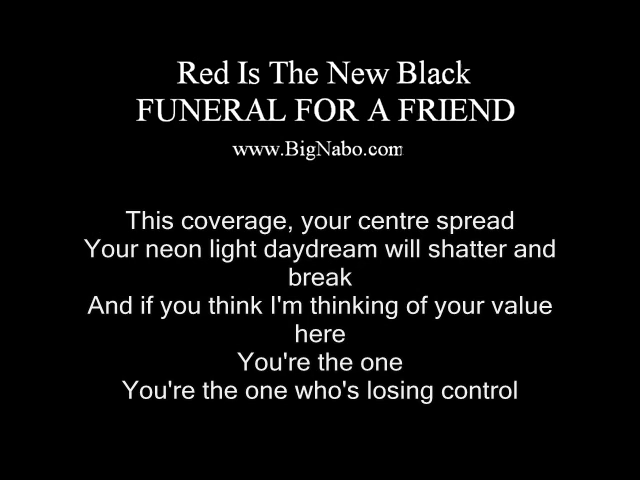 Red Is The New Black
FUNERAL FOR A FRIEND
www.BigNabo.com
This coverage, your centre spread
Your neon light daydream will shatter and
break
And if you think I'm thinking of your value
here
You're the one
You're the one who's losing control